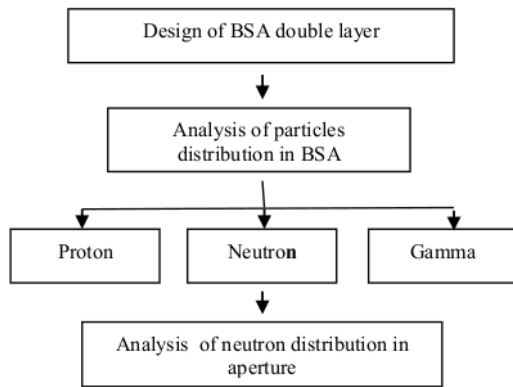 Design of BSA double layer
Analysis of particles
distribution in BSA
Proton
Neutron
Gamma
Analysis of neutron distribution in
aperture